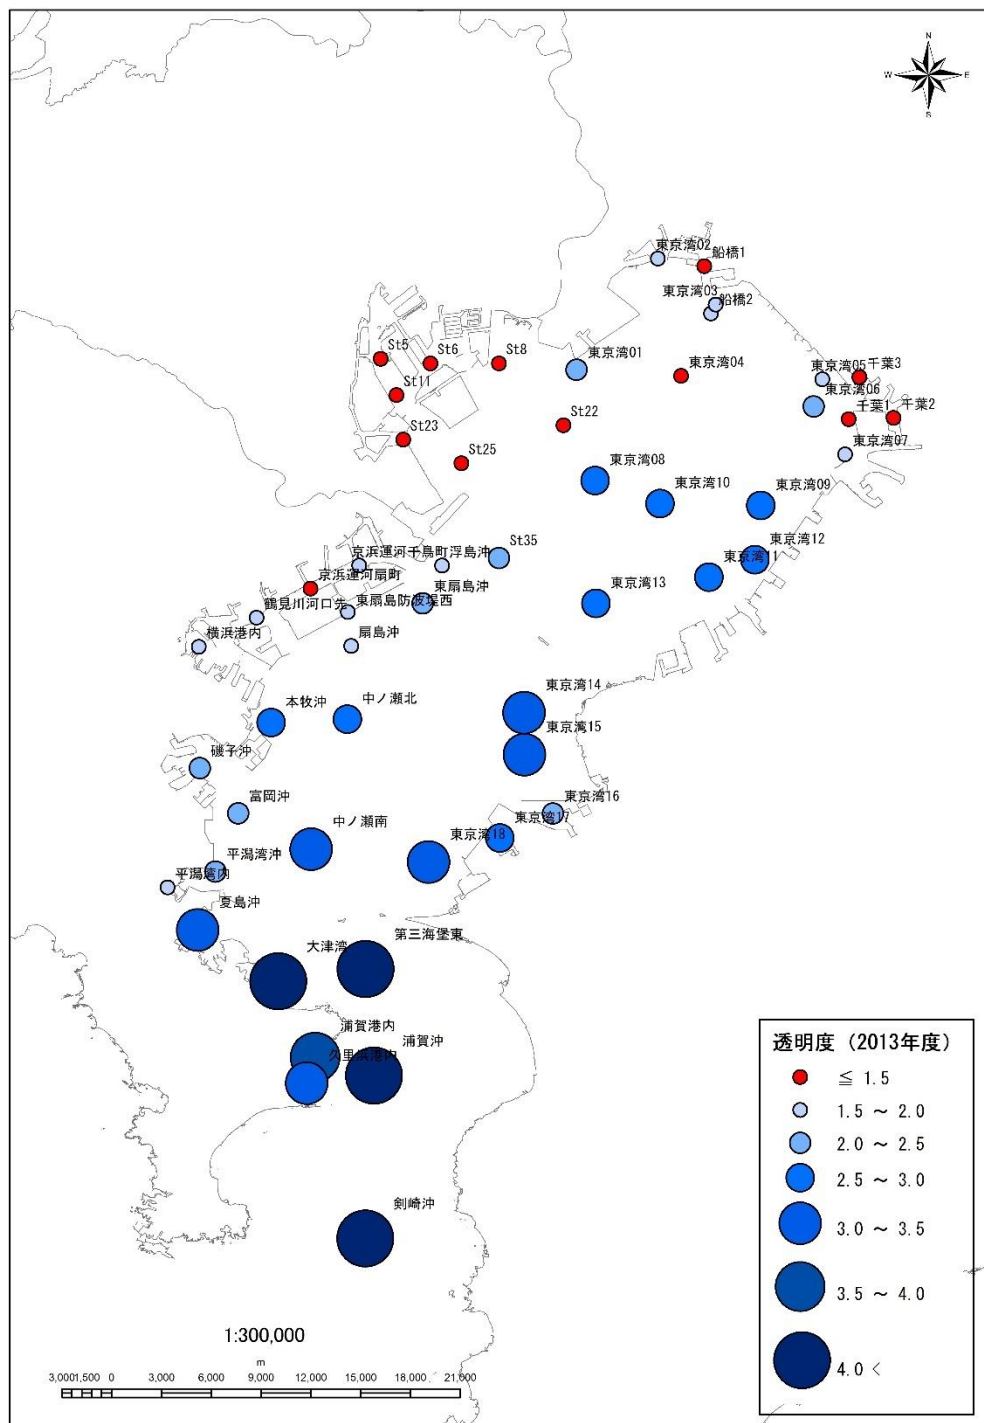 N
W
E
S
東京湾02
船橋1
東京湾03
船橋2
St5
St6
St8
東京湾01
東京湾04
東京湾05
千葉3
東京湾06
St11
千葉1
千葉2
St22
St23
St25
東京湾07
東京湾08
東京湾10
東京湾09
東京湾12
St35
東京湾11
京浜運河千鳥町
浮島沖
京浜運河扇町
東扇島沖
東京湾13
鶴見川河口先
東扇島防波堤西
横浜港内
扇島沖
東京湾14
本牧沖
中ノ瀬北
東京湾15
磯子沖
富岡沖
東京湾16
中ノ瀬南
東京湾17
東京湾18
平潟湾沖
平潟湾内
夏島沖
大津湾
第三海堡東
浦賀港内
浦賀沖
久里浜港内
剣崎沖
透明度（2013年度）
≦ 1.5
1.5 ～ 2.0
2.0 ～ 2.5
2.5 ～ 3.0
3.0 ～ 3.5
3.5 ～ 4.0
4.0 <
1:300,000
m
3,000 1,500 0 3,000 6,000 9,000 12,000 15,000 18,000 21,000